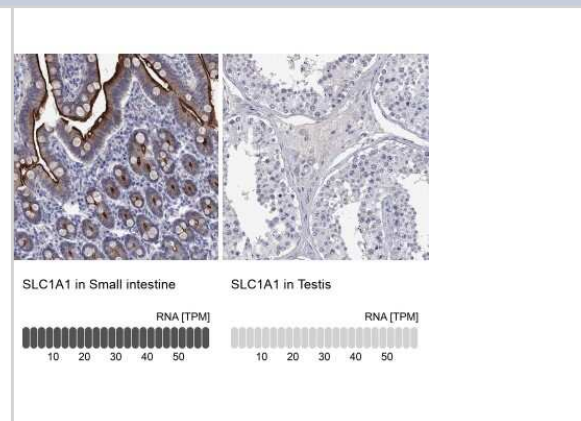 SLC1A1 in Small intestine
SLC1A1 in Testis
RNA [TPM]
RNA [TPM]
10 20 30 40 50
10 20 30 40 50